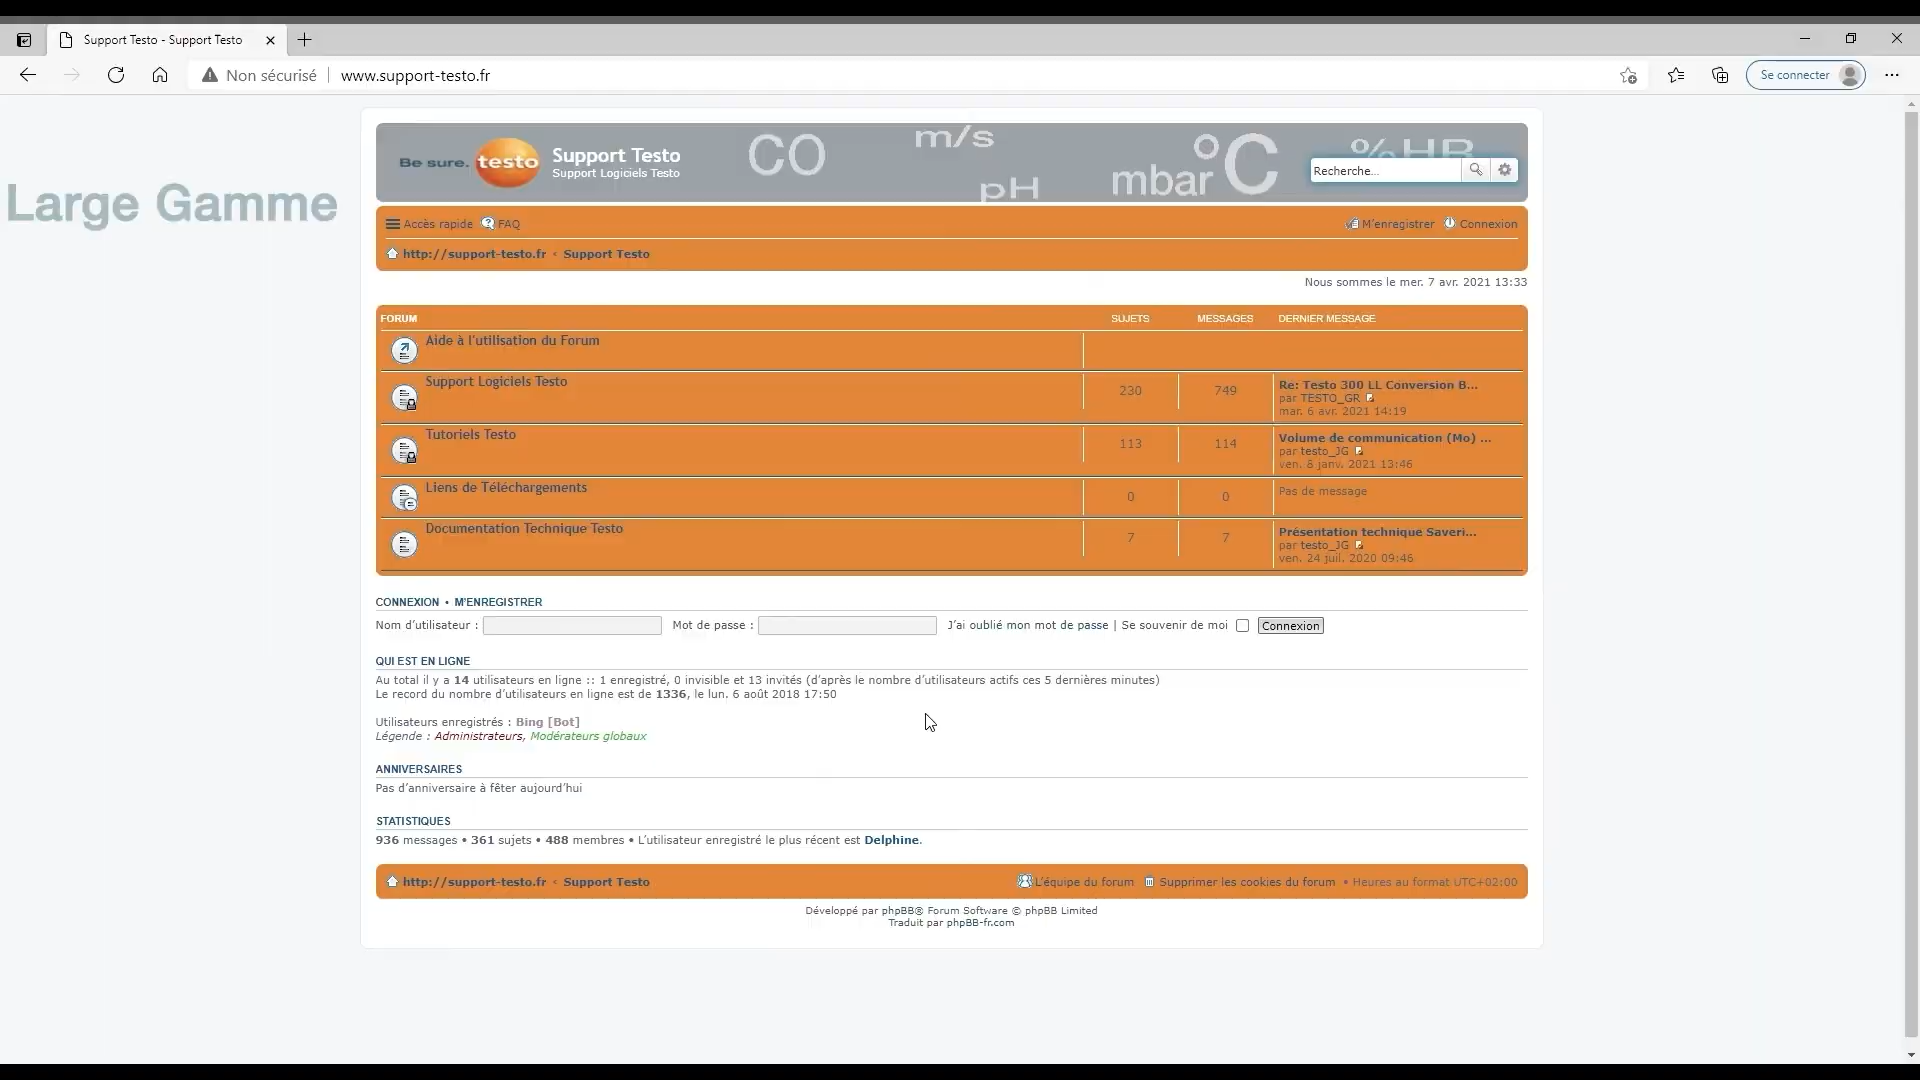 Support Testo - Support Testo
Non sécurisé
www.support-testo.fr
Se connecter
Large Gamme
Be sure. testo
Support Testo
Support Logiciels Testo
CO
m/s
pH
mbar
°C
%HR
Recherche…
Accès rapide
FAQ
M’enregistrer
Connexion
http://support-testo.fr ‹ Support Testo
Nous sommes le mer. 7 avr. 2021 13:33
FORUM SUJETS MESSAGES DERNIER MESSAGE
Aide à l'utilisation du Forum
Support Logiciels Testo
230 749
Re: Testo 300 LL Conversion B…
par TESTO_GR
mar. 6 avr. 2021 14:19
Tutoriels Testo
113 114
Volume de communication (Mo) …
par testo_JG
ven. 8 janv. 2021 13:46
Liens de Téléchargements
0 0 Pas de message
Documentation Technique Testo
7 7
Présentation technique Saveri…
par testo_JG
ven. 24 juil. 2020 09:46
CONNEXION • M’ENREGISTRER
Nom d’utilisateur : Mot de passe : J’ai oublié mon mot de passe | Se souvenir de moi Connexion
QUI EST EN LIGNE
Au total il y a 14 utilisateurs en ligne :: 1 enregistré, 0 invisible et 13 invités (d’après le nombre d’utilisateurs actifs ces 5 dernières minutes)
Le record du nombre d’utilisateurs en ligne est de 1336, le lun. 6 août 2018 17:50
Utilisateurs enregistrés : Bing [Bot]
Légende : Administrateurs, Modérateurs globaux
ANNIVERSAIRES
Pas d’anniversaire à fêter aujourd’hui
STATISTIQUES
936 messages • 361 sujets • 488 membres • L’utilisateur enregistré le plus récent est Delphine.
http://support-testo.fr ‹ Support Testo
L’équipe du forum
Supprimer les cookies du forum • Heures au format UTC+02:00
Développé par phpBB® Forum Software © phpBB Limited
Traduit par phpBB-fr.com